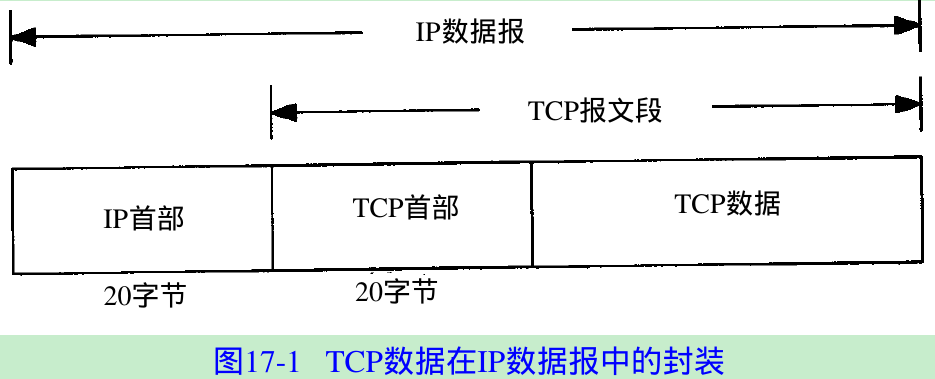 IP数据报
TCP报文段
IP首部
TCP首部
TCP数据
20字节
20字节
图17-1 TCP数据在IP数据报中的封装